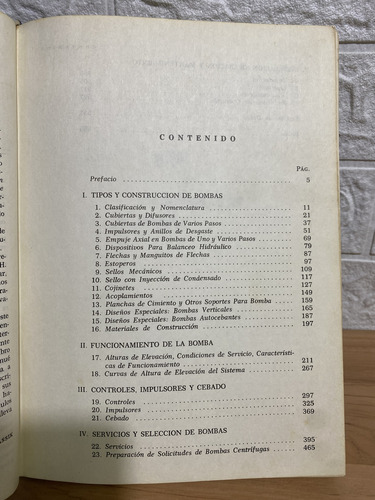 CONTENIDO
PÁG.
Prefacio 5
I. TIPOS Y CONSTRUCCION DE BOMBAS
1. Clasificación y Nomenclatura 11
2. Cubiertas y Difusores 21
3. Cubiertas de Bombas de Varios Pasos 37
4. Impulsores y Anillos de Desgaste 51
5. Empuje Axial en Bombas de Uno y Varios Pasos 69
6. Dispositivos Para Balanceo Hidráulico 79
7. Flechas y Manguitos de Flechas 87
8. Estoperos 97
9. Sellos Mecánicos 109
10. Sello con Inyección de Condensado 117
11. Cojinetes 127
12. Acoplamientos 149
13. Planchas de Cimiento y Otros Soportes Para Bomba 159
14. Diseños Especiales: Bombas Verticales 165
15. Diseños Especiales: Bombas Autocebantes 187
16. Materiales de Construcción 197
II. FUNCIONAMIENTO DE LA BOMBA
17. Alturas de Elevación, Condiciones de Servicio, Característi-
cas de Funcionamiento 211
18. Curvas de Altura de Elevación del Sistema 267
III. CONTROLES, IMPULSORES Y CEBADO
19. Controles 297
20. Impulsores 325
21. Cebado 369
IV. SERVICIOS Y SELECCION DE BOMBAS
22. Servicios 395
23. Preparación de Solicitudes de Bombas Centrífugas 465